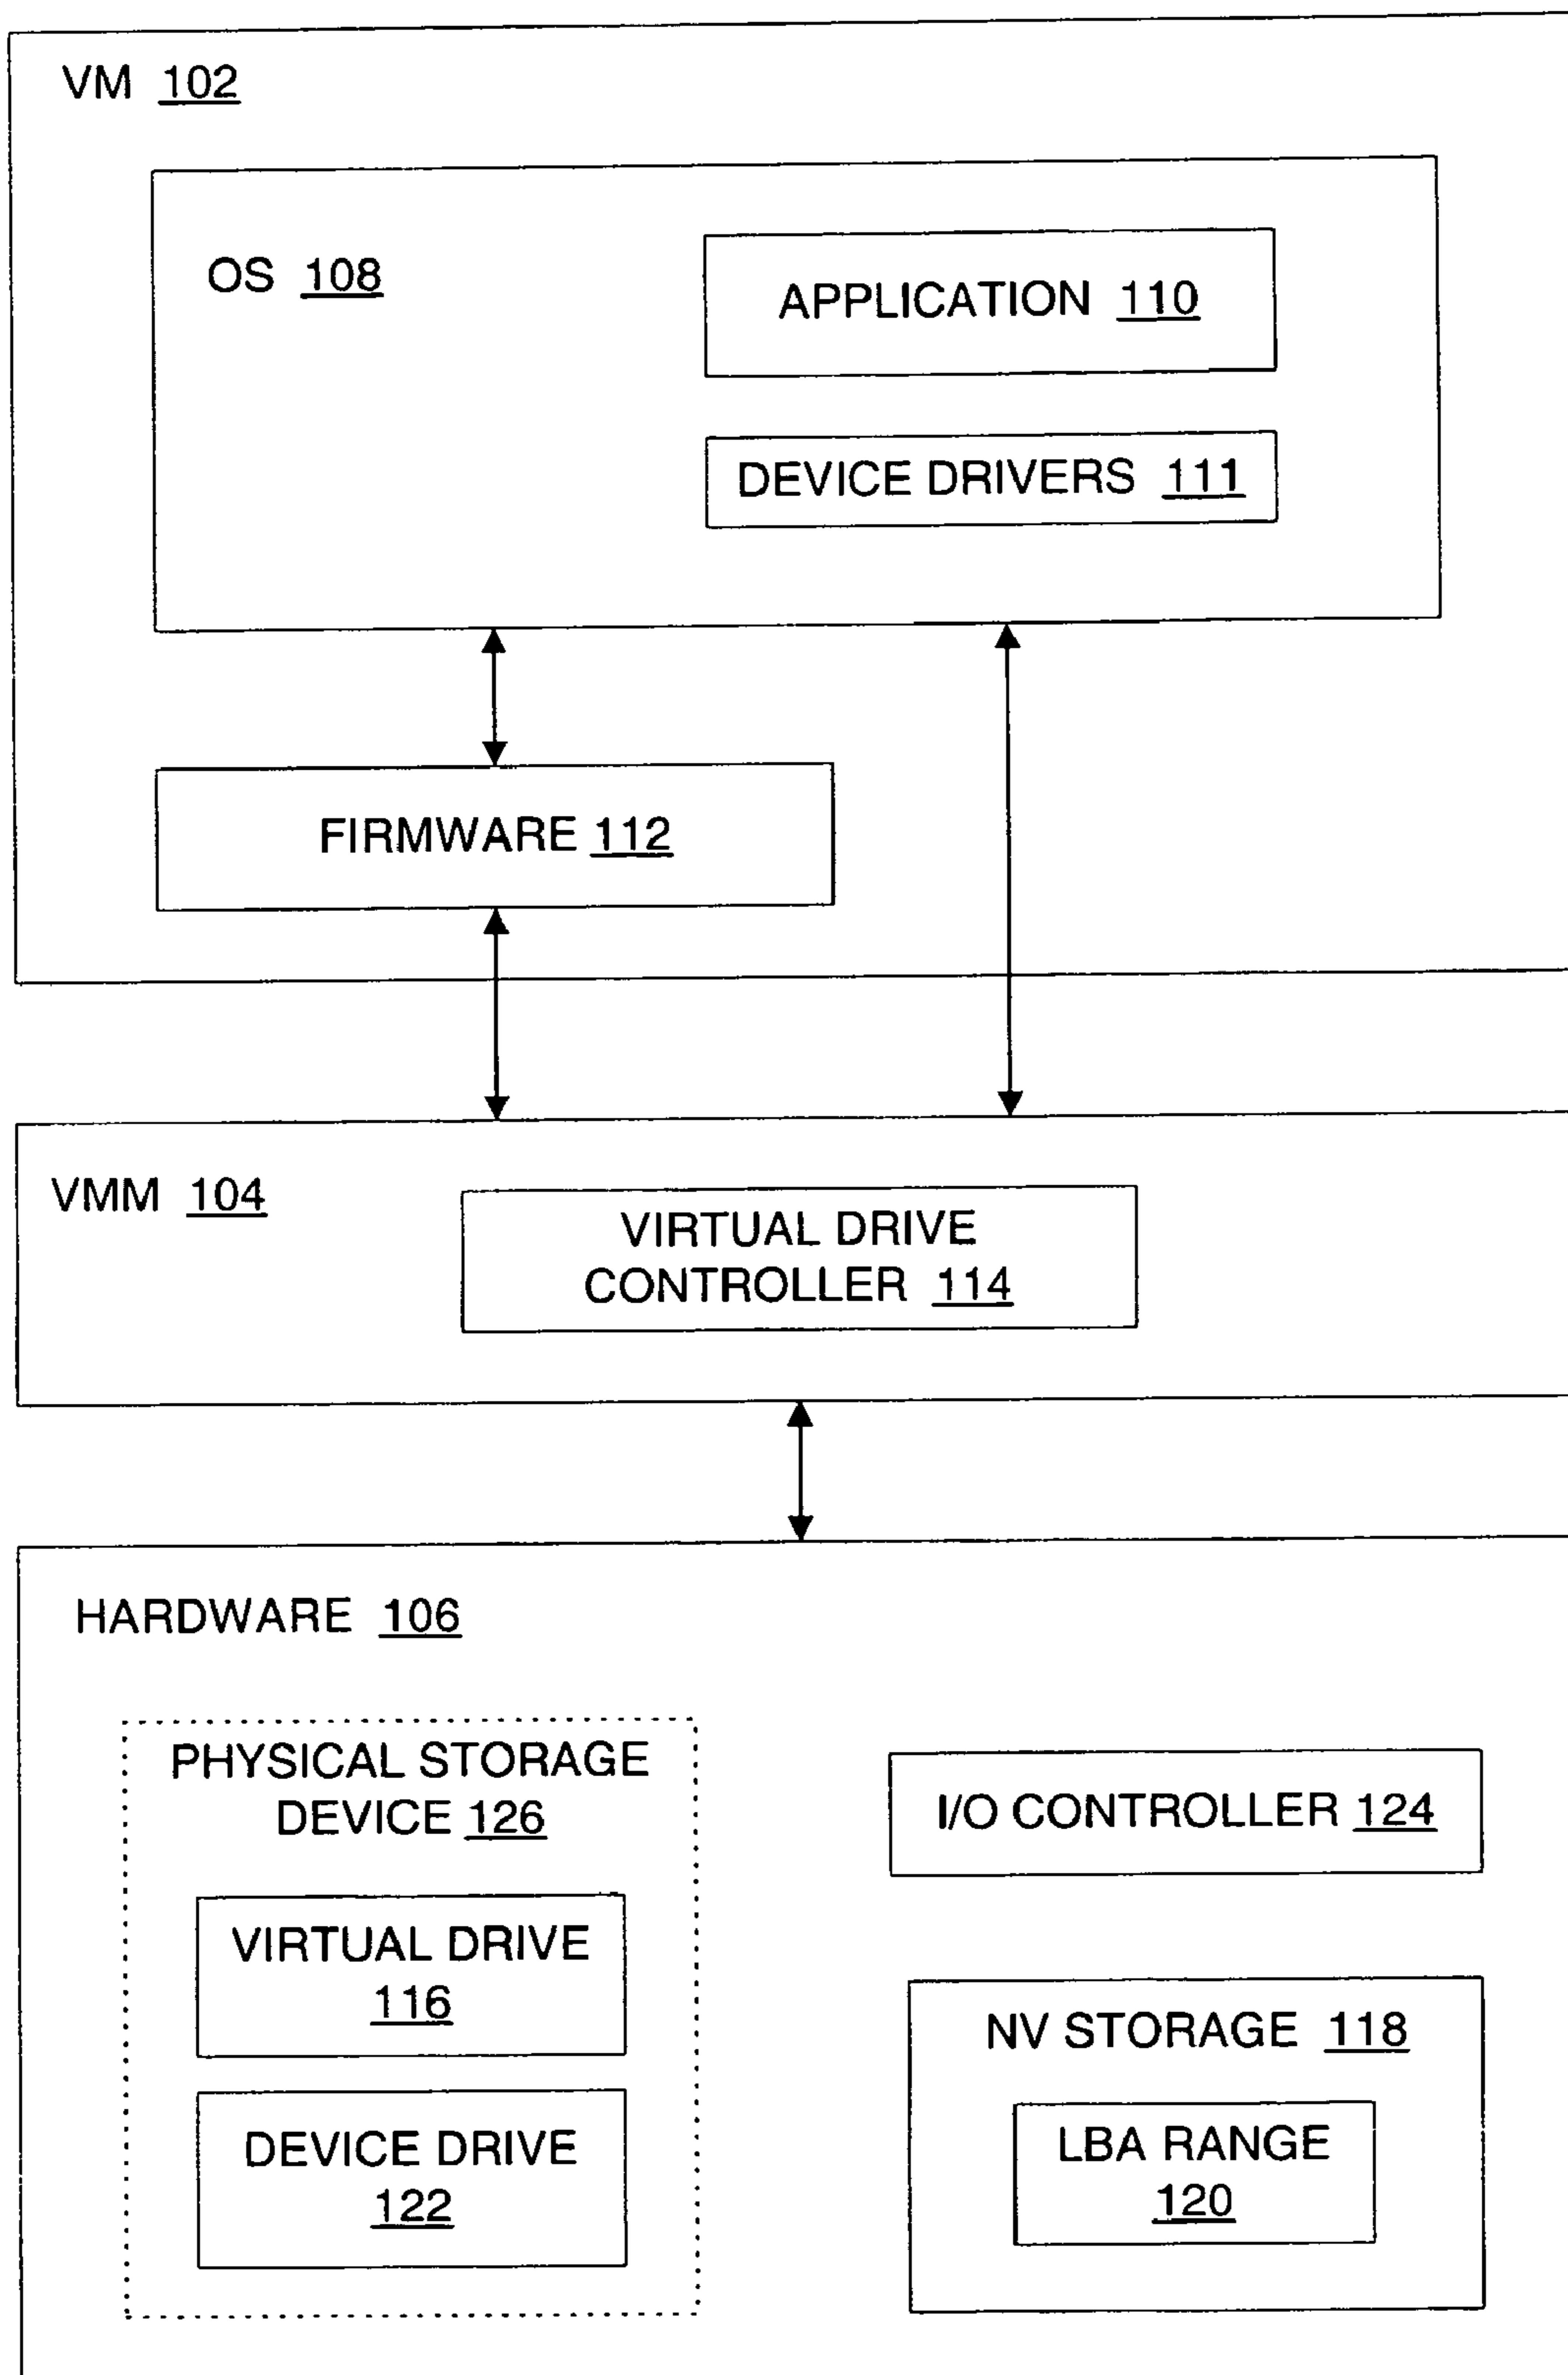 VM 102
OS 108
APPLICATION 110
DEVICE DRIVERS 111
FIRMWARE 112
VMM 104
VIRTUAL DRIVE
CONTROLLER 114
HARDWARE 106
PHYSICAL STORAGE
DEVICE 126
VIRTUAL DRIVE
116
DEVICE DRIVE
122
I/O CONTROLLER 124
NV STORAGE 118
LBA RANGE
120